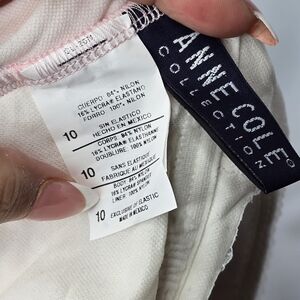 CUERPO: 84% NILON
16% LYCRA® ELASTANO
FORRO: 100% NILON
SIN ELASTICO
10 HECHO EN MEXICO
CORPS: 84% NYLON
16% LYCRA® ELASTHANNE
DOUBLURE: 100% NYLON
SANS ELASTIQUE
10 FABRIQUE AU MEXIQUE
BODY: 84% NYLON
16% LYCRA® SPANDEX
LINER: 100% NYLON
EXCLUSIVE OF ELASTIC
10 MADE IN MEXICO
ANNE COLE®
COLLECTION